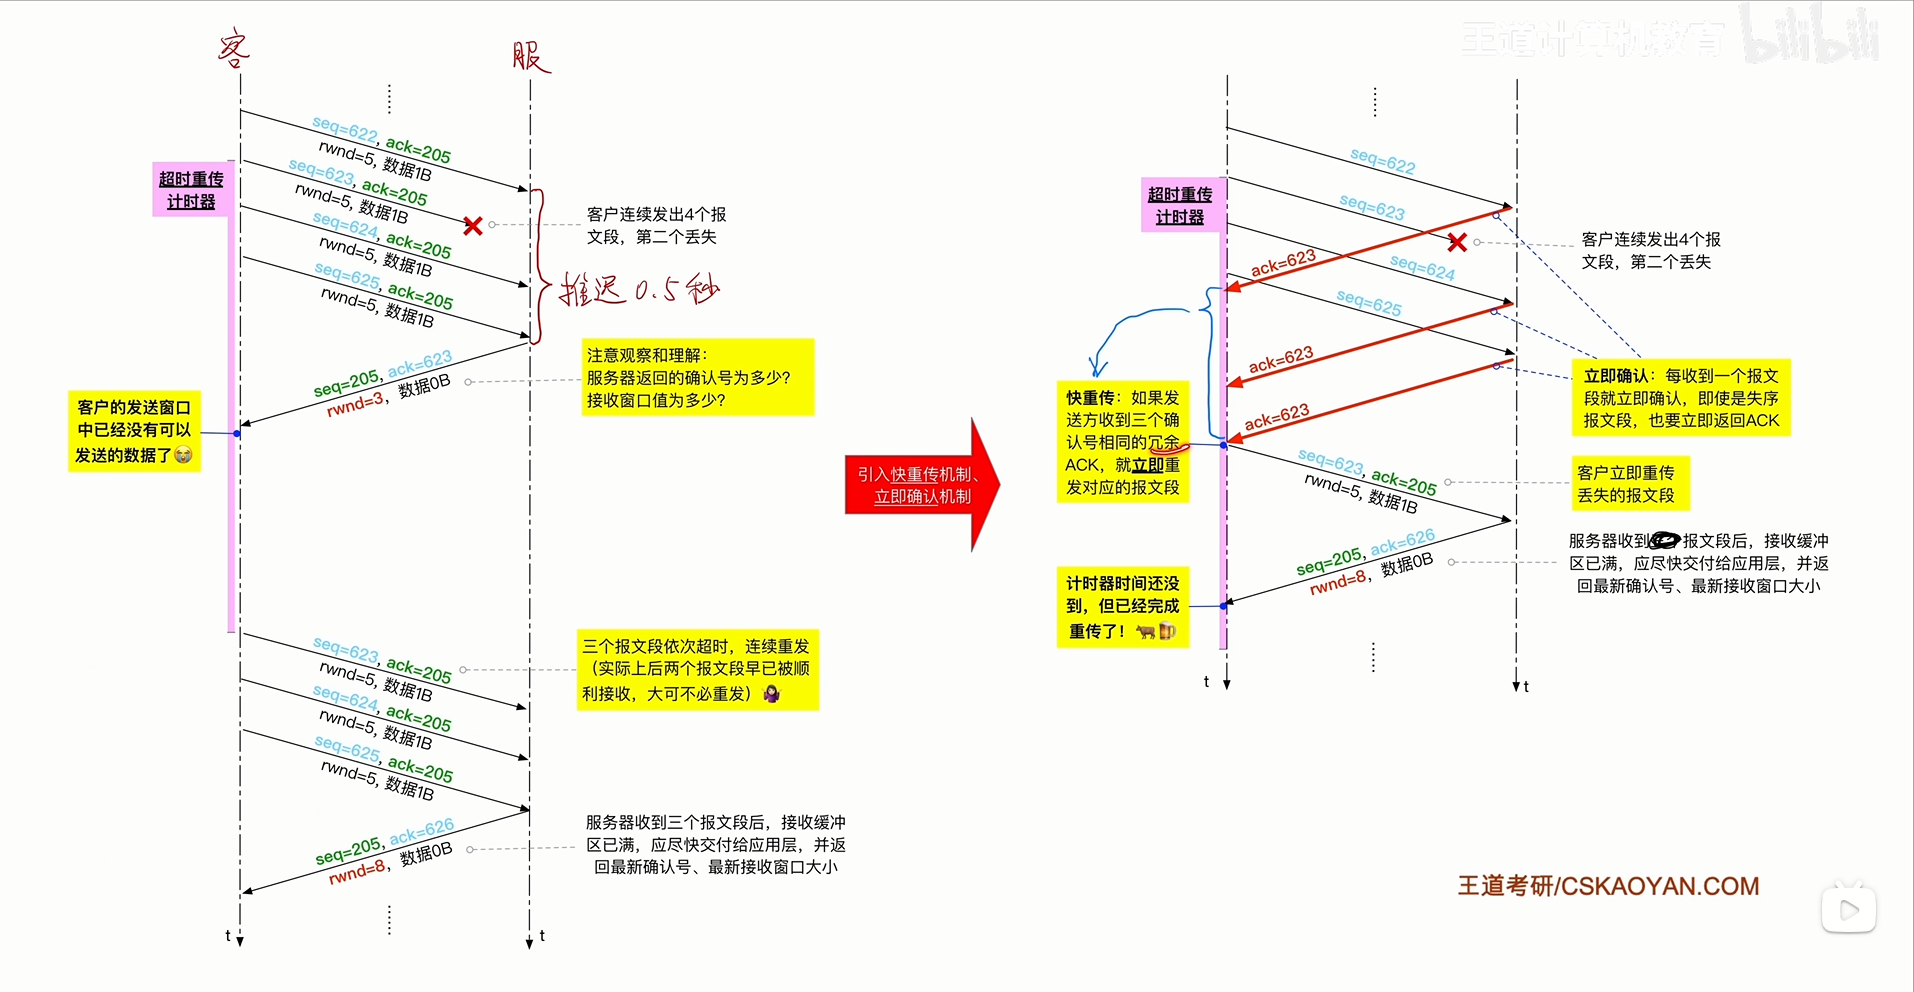 王道计算机教育
bilibili
客
服
seq=622, ack=205
rwnd=5, 数据1B
超时重传
计时器
seq=623, ack=205
rwnd=5, 数据1B
客户连续发出4个报
文段，第二个丢失
seq=624, ack=205
rwnd=5, 数据1B
seq=625, ack=205
rwnd=5, 数据1B
推迟0.5秒
seq=205, ack=623
rwnd=3, 数据0B
注意观察和理解：
服务器返回的确认号为多少？
接收窗口值为多少？
客户的发送窗口
中已经没有可以
发送的数据了😭
seq=623, ack=205
rwnd=5, 数据1B
三个报文段依次超时，连续重发
（实际上后两个报文段早已被顺
利接收，大可不必重发）
seq=624, ack=205
rwnd=5, 数据1B
seq=625, ack=205
rwnd=5, 数据1B
seq=205, ack=626
rwnd=8, 数据0B
服务器收到三个报文段后，接收缓冲
区已满，应尽快交付给应用层，并返
回最新确认号、最新接收窗口大小
t
t
引入快重传机制、
立即确认机制
seq=622
超时重传
计时器
seq=623
客户连续发出4个报
文段，第二个丢失
ack=623
seq=624
seq=625
ack=623
ack=623
立即确认：每收到一个报文
段就立即确认，即使是失序
报文段，也要立即返回ACK
快重传：如果发
送方收到三个确
认号相同的冗余
ACK，就立即重
发对应的报文段
seq=623, ack=205
rwnd=5, 数据1B
客户立即重传
丢失的报文段
seq=205, ack=626
rwnd=8, 数据0B
服务器收到报文段后，接收缓冲
区已满，应尽快交付给应用层，并返
回最新确认号、最新接收窗口大小
计时器时间还没
到，但已经完成
重传了！🐂🍺
t
t
王道考研/CSKAOYAN.COM